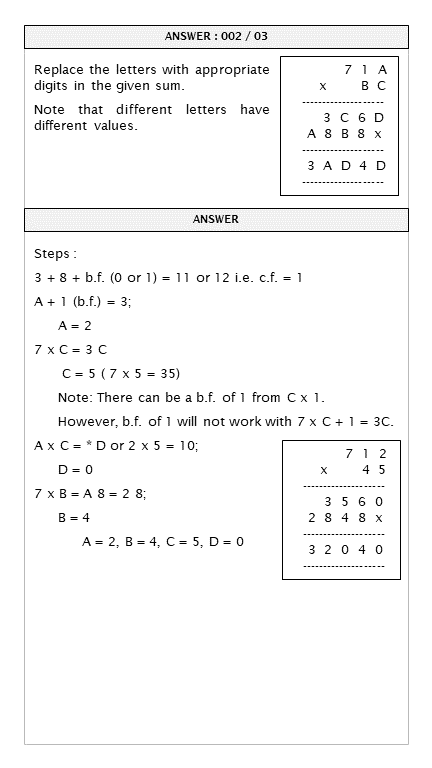 ANSWER : 002 / 03
Replace the letters with appropriate
digits in the given sum.
Note that different letters have
different values.
7 1 A
x B C
---------------------
3 C 6 D
A 8 B 8 x
---------------------
3 A D 4 D
---------------------
ANSWER
Steps :
3 + 8 + b.f. (0 or 1) = 11 or 12 i.e. c.f. = 1
A + 1 (b.f.) = 3;
A = 2
7 x C = 3 C
C = 5 ( 7 x 5 = 35)
Note: There can be a b.f. of 1 from C x 1.
However, b.f. of 1 will not work with 7 x C + 1 = 3C.
A x C = * D or 2 x 5 = 10;
D = 0
7 x B = A 8 = 2 8;
B = 4
A = 2, B = 4, C = 5, D = 0
7 1 2
x 4 5
---------------------
3 5 6 0
2 8 4 8 x
---------------------
3 2 0 4 0
---------------------